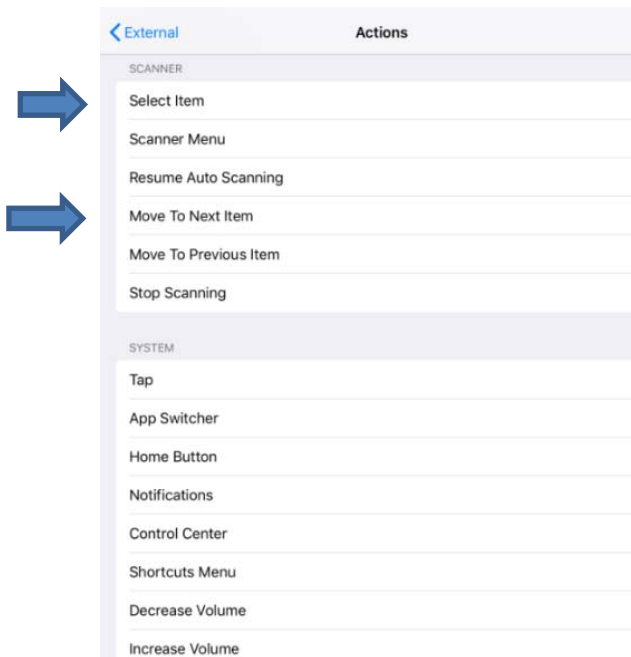 External
Actions
SCANNER
Select Item
Scanner Menu
Resume Auto Scanning
Move To Next Item
Move To Previous Item
Stop Scanning
SYSTEM
Tap
App Switcher
Home Button
Notifications
Control Center
Shortcuts Menu
Decrease Volume
Increase Volume